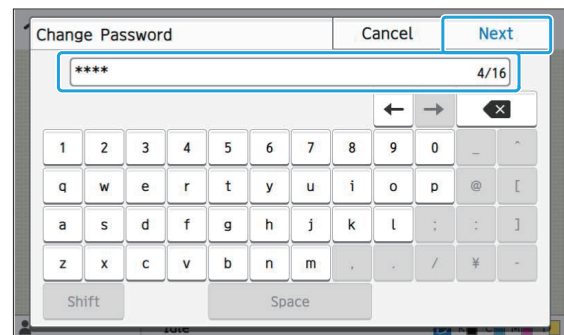 Change Password Cancel Next
**** 4/16
← →
1 2 3 4 5 6 7 8 9 0 _ ^
q w e r t y u i o p @ [
a s d f g h j k l ; : ]
z x c v b n m , . / ¥ -
Shift Space
Idle